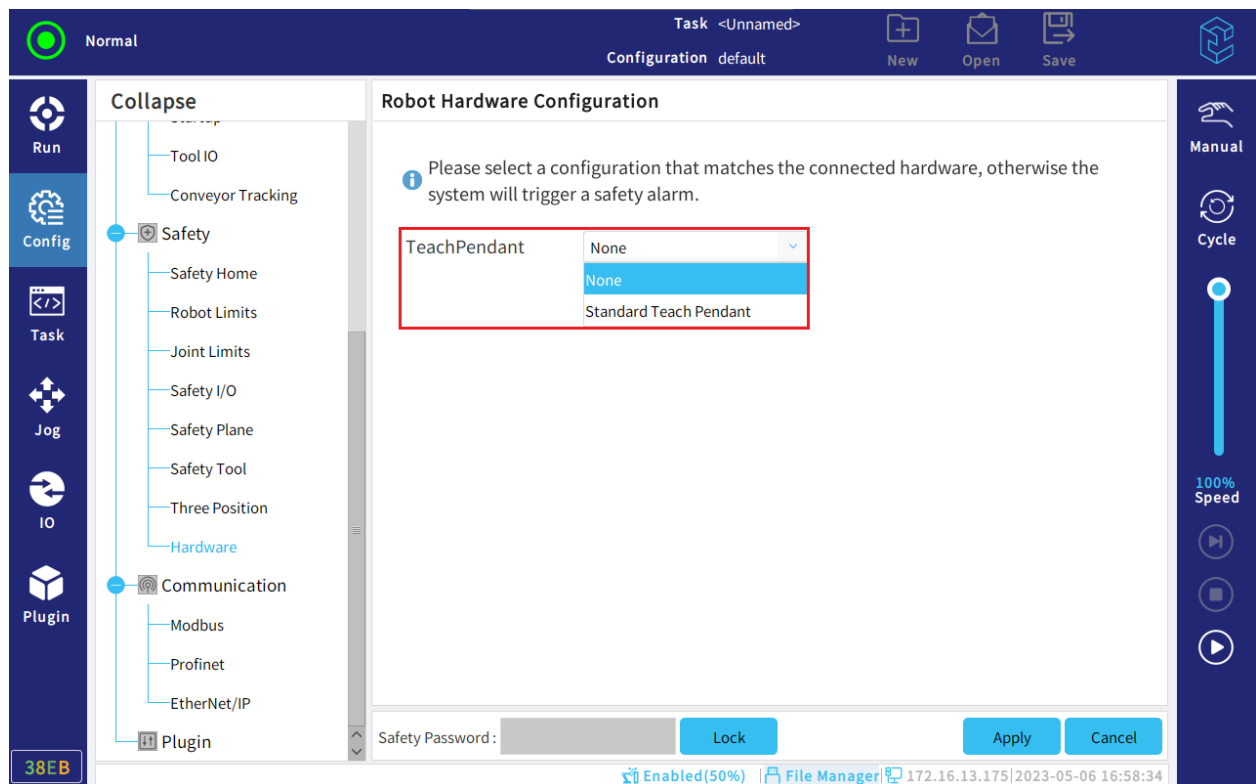 Normal
Task <Unnamed>
Configuration default
New
Open
Save
Run
Config
Task
Jog
IO
Plugin
38EB
Collapse
Startup
Tool IO
Conveyor Tracking
Safety
Safety Home
Robot Limits
Joint Limits
Safety I/O
Safety Plane
Safety Tool
Three Position
Hardware
Communication
Modbus
Profinet
EtherNet/IP
Plugin
Robot Hardware Configuration
Please select a configuration that matches the connected hardware, otherwise the
system will trigger a safety alarm.
TeachPendant None
None
Standard Teach Pendant
Safety Password : Lock Apply Cancel
Enabled(50%) File Manager 172.16.13.175 2023-05-06 16:58:34
Manual
Cycle
100%
Speed